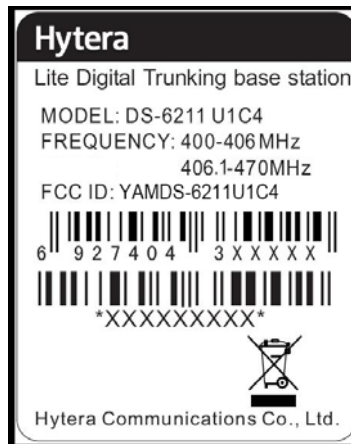 Hytera
Lite Digital Trunking base station
MODEL: DS-6211 U1C4
FREQUENCY: 400-406MHz
406.1-470MHz
FCC ID: YAMDS-6211U1C4
6 927404 3XXXXX
*XXXXXXXXX*
Hytera Communications Co., Ltd.